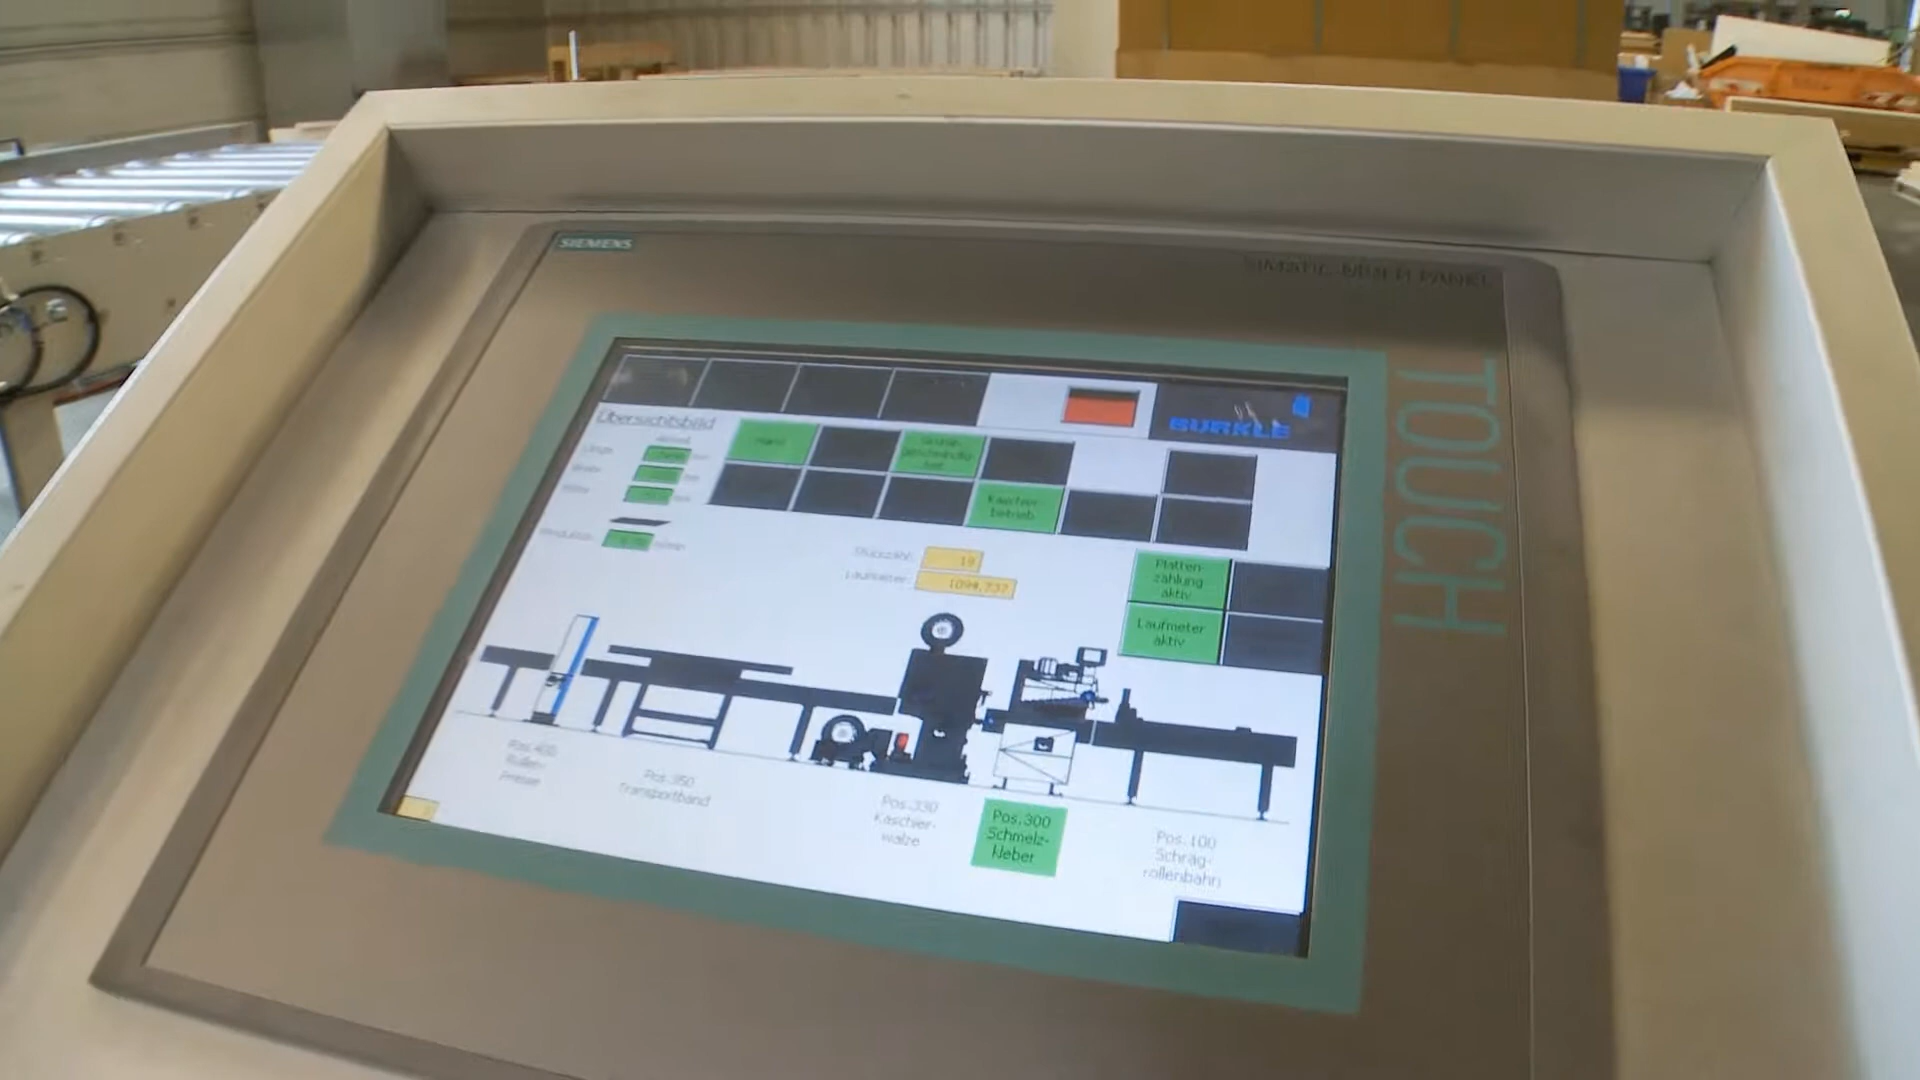 SIEMENS
SIMATIC MULTI PANEL
TOUCH
BÜRKLE
Übersichtsbild
Länge
Hand
Kaschier-
betrieb
Stückzahl:
19
Laufmeter:
1094,737
Platten-
zählung
aktiv
Laufmeter
aktiv
Pos.400
Rollen-
Presse
Pos.350
Transportband
Pos.330
Kaschier-
walze
Pos.300
Schmelz-
kleber
Pos.100
Schräg-
rollenbahn